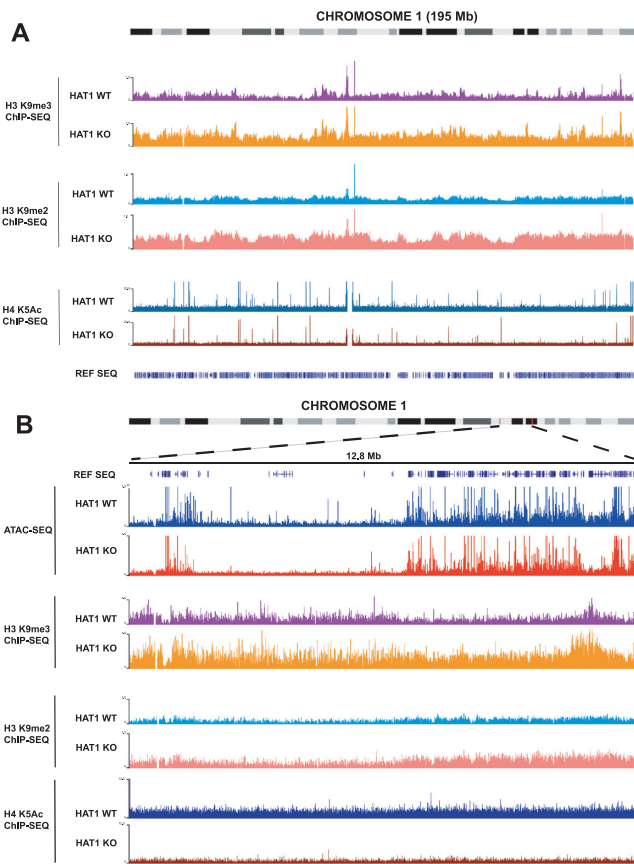 CHROMOSOME 1 (195 Mb)
A
H3 K9me3
ChIP-SEQ
HAT1 WT
HAT1 KO
H3 K9me2
ChIP-SEQ
HAT1 WT
HAT1 KO
H4 K5Ac
ChIP-SEQ
HAT1 WT
HAT1 KO
REF SEQ
B
CHROMOSOME 1
12,8 Mb
REF SEQ
ATAC-SEQ
HAT1 WT
HAT1 KO
H3 K9me3
ChIP-SEQ
HAT1 WT
HAT1 KO
H3 K9me2
ChIP-SEQ
HAT1 WT
HAT1 KO
H4 K5Ac
ChIP-SEQ
HAT1 WT
HAT1 KO